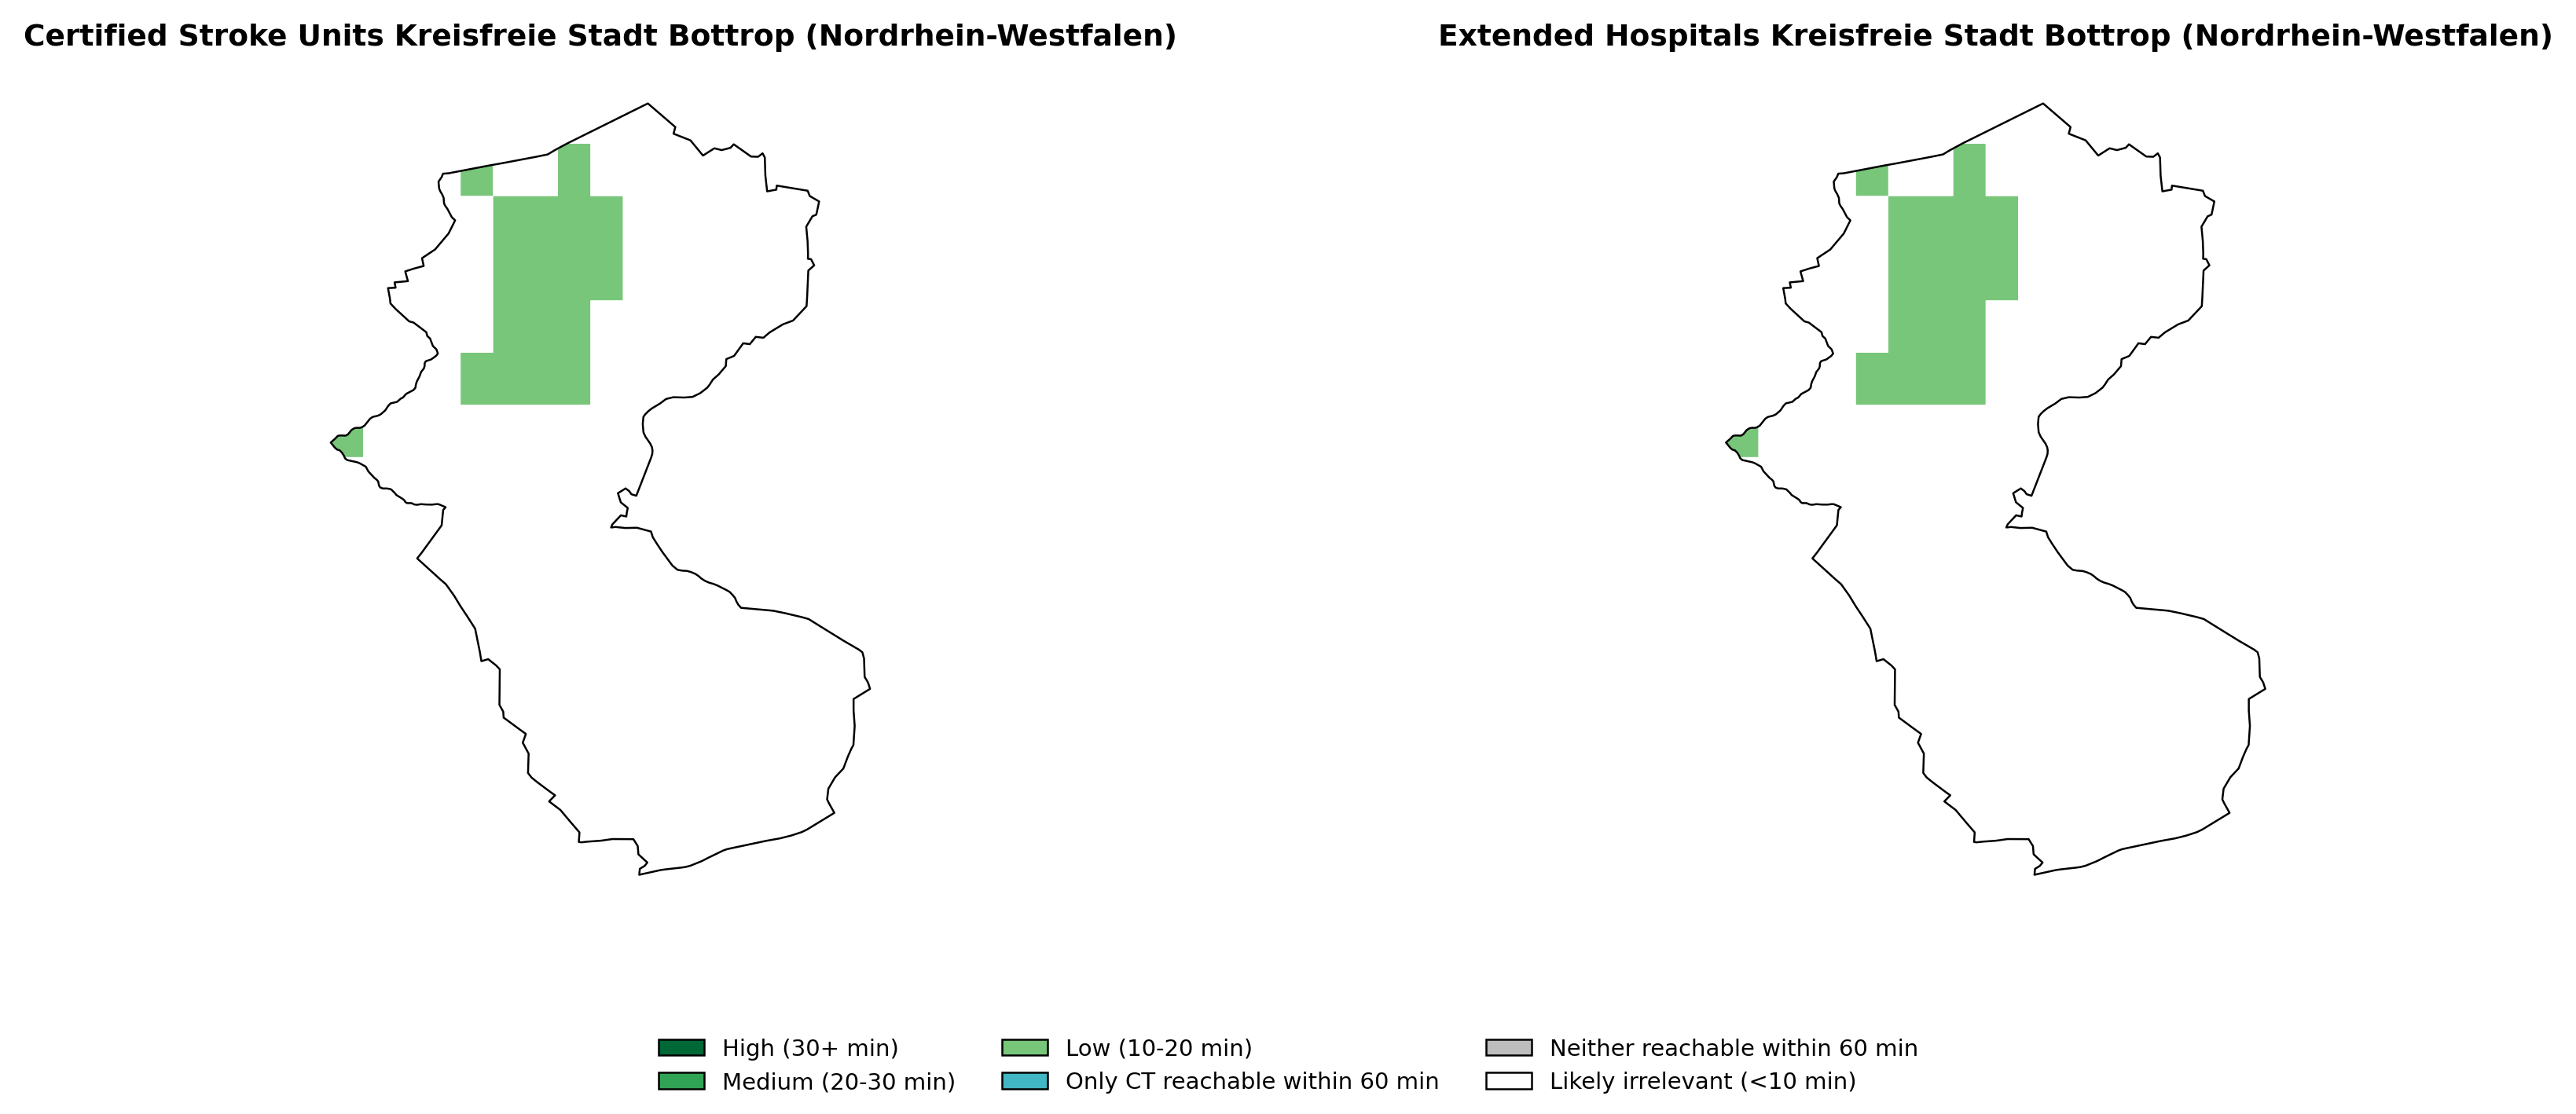 Certified Stroke Units Kreisfreie Stadt Bottrop (Nordrhein-Westfalen)
Extended Hospitals Kreisfreie Stadt Bottrop (Nordrhein-Westfalen)
High (30+ min)
Medium (20-30 min)
Low (10-20 min)
Only CT reachable within 60 min
Neither reachable within 60 min
Likely irrelevant (<10 min)